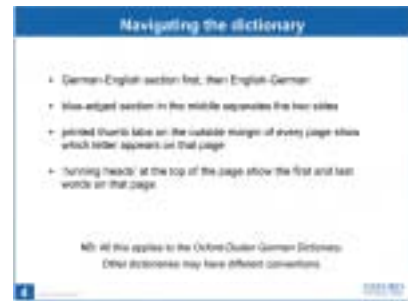 Navigating the dictionary
• German-English section first, then English-German
• blue-edged section in the middle separates the two sides
• printed thumb tabs on the outside margin of every page show
which letter appears on that page
• 'running heads' at the top of the page show the first and last
words on that page
NB: All this applies to the Oxford-Duden German Dictionary.
Other dictionaries may have different conventions.
4
OXFORD